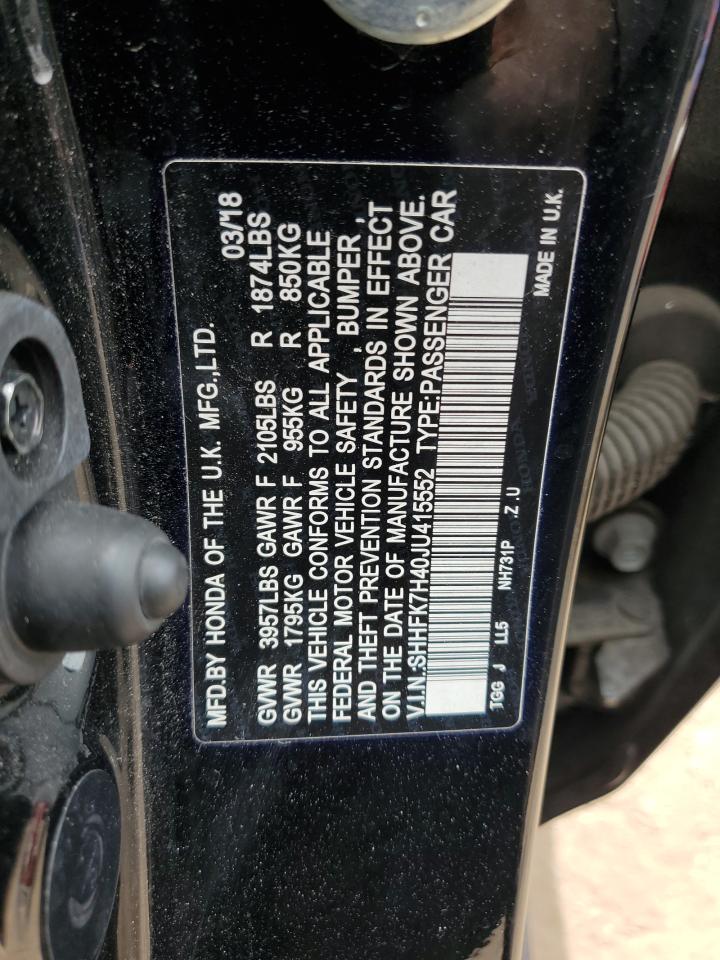 MFD.BY HONDA OF THE U.K. MFG.,LTD. 03/18
GVWR 3957LBS GAWR F 2105LBS R 1874LBS
GVWR 1795KG GAWR F 955KG R 850KG
THIS VEHICLE CONFORMS TO ALL APPLICABLE
FEDERAL MOTOR VEHICLE SAFETY , BUMPER ,
AND THEFT PREVENTION STANDARDS IN EFFECT
ON THE DATE OF MANUFACTURE SHOWN ABOVE.
V.I.N.:SHHFK7H40JU415552 TYPE:PASSENGER CAR
TGG J LL5 NH731P .Z.U MADE IN U.K.